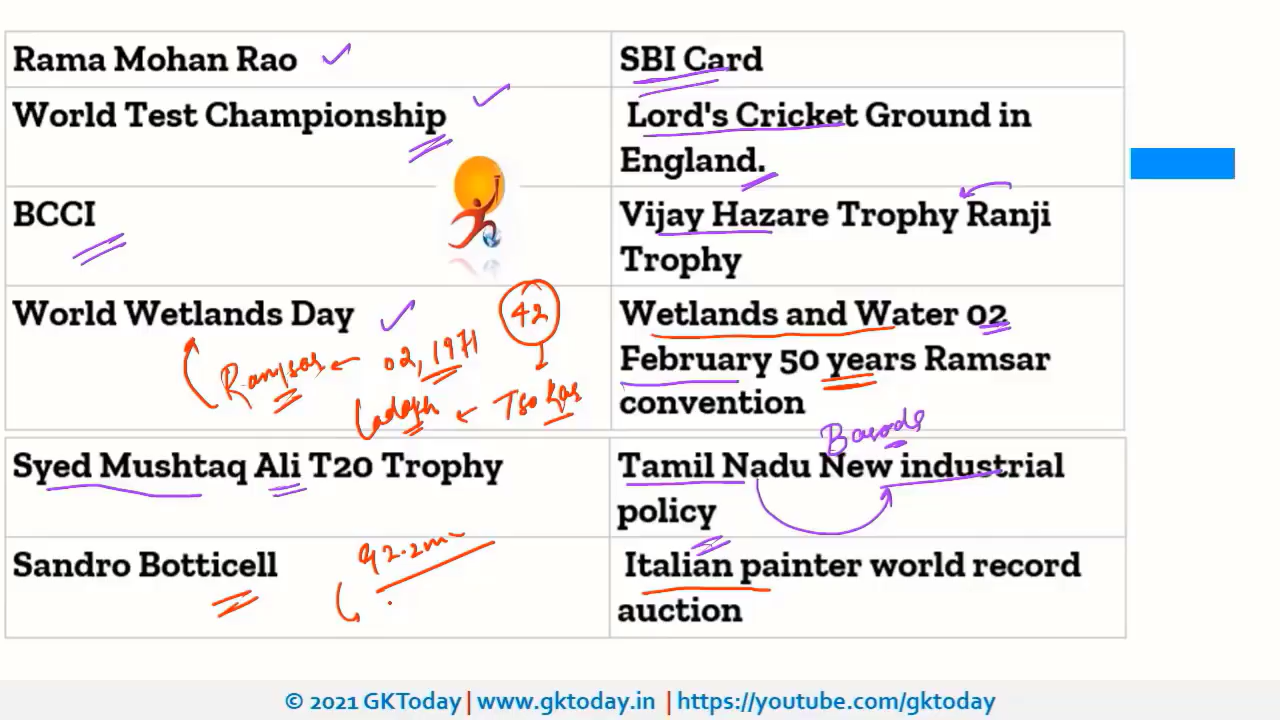 Rama Mohan Rao
SBI Card
World Test Championship
Lord's Cricket Ground in
England.
BCCI
Vijay Hazare Trophy Ranji
Trophy
World Wetlands Day
42
Ramsar ← 02, 1971
Ladakh ← Tso Kar
Wetlands and Water 02
February 50 years Ramsar
convention
Syed Mushtaq Ali T20 Trophy
Baroda
Tamil Nadu New industrial
policy
Sandro Botticell
92.2
Italian painter world record
auction
© 2021 GKToday | www.gktoday.in | https://youtube.com/gktoday